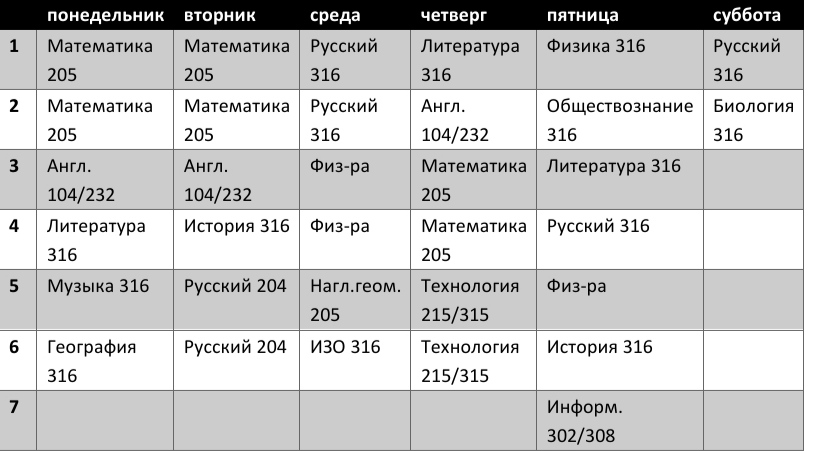 понедельник вторник среда четверг пятница суббота
1 Математика Математика Русский Литература Физика 316 Русский
205 205 316 316 316
2 Математика Математика Русский Англ. Обществознание Биология
205 205 316 104/232 316 316
3 Англ. Англ. Физ-ра Математика Литература 316
104/232 104/232 205
4 Литература История 316 Физ-ра Математика Русский 316
316 205
5 Музыка 316 Русский 204 Нагл.геом. Технология Физ-ра
205 215/315
6 География Русский 204 ИЗО 316 Технология История 316
316 215/315
7 Информ.
302/308